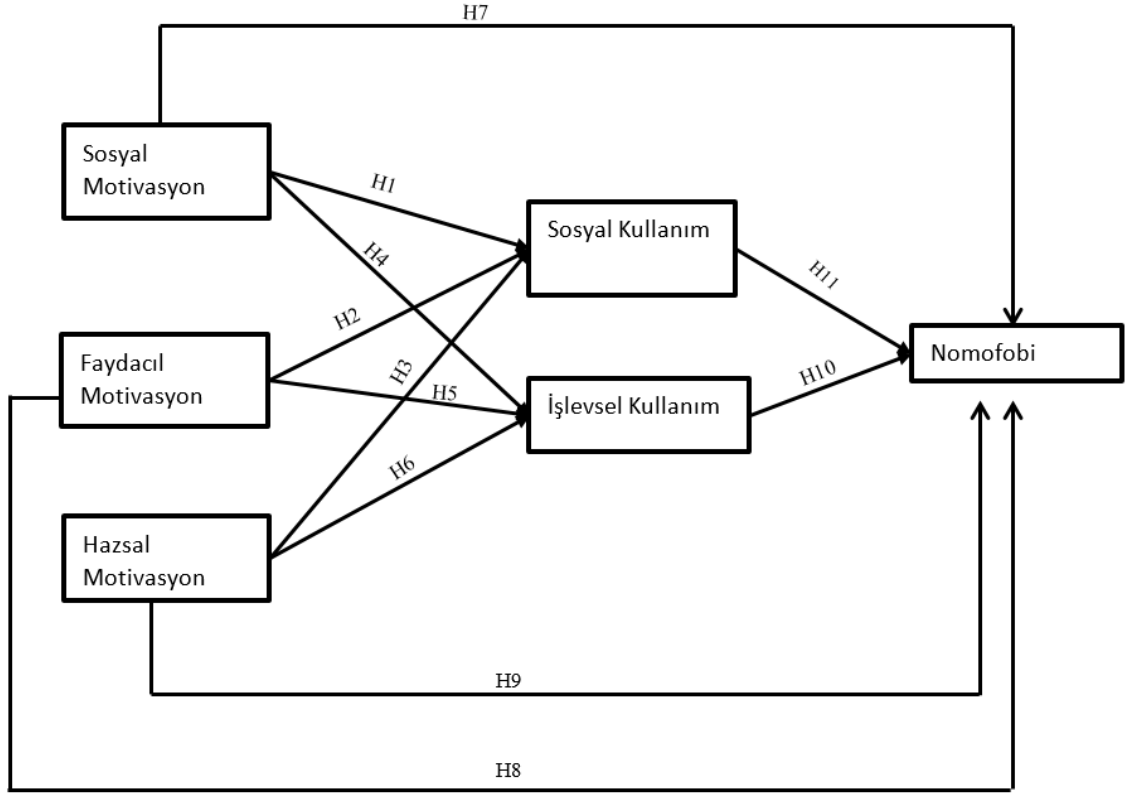 H7
Sosyal
Motivasyon
H1
Sosyal Kullanım
H4
H11
H2
Faydacıl
Motivasyon
H3
H5
İşlevsel Kullanım
H10
Nomofobi
H6
Hazsal
Motivasyon
H9
H8